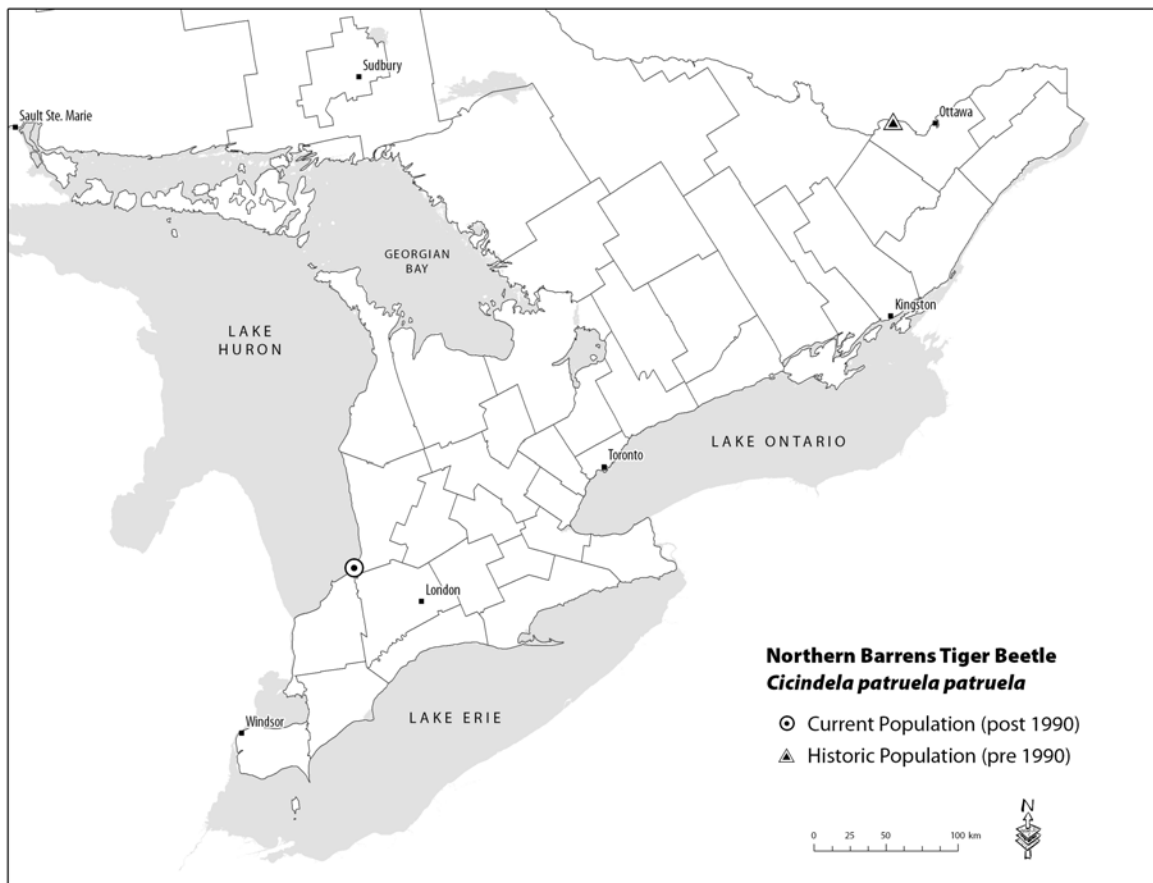 Sudbury
Sault Ste. Marie
Ottawa
GEORGIAN
BAY
Kingston
LAKE
HURON
LAKE ONTARIO
Toronto
London
Northern Barrens Tiger Beetle
Cicindela patruela patruela
LAKE ERIE
Windsor
Current Population (post 1990)
Historic Population (pre 1990)
N
0 25 50 100 km